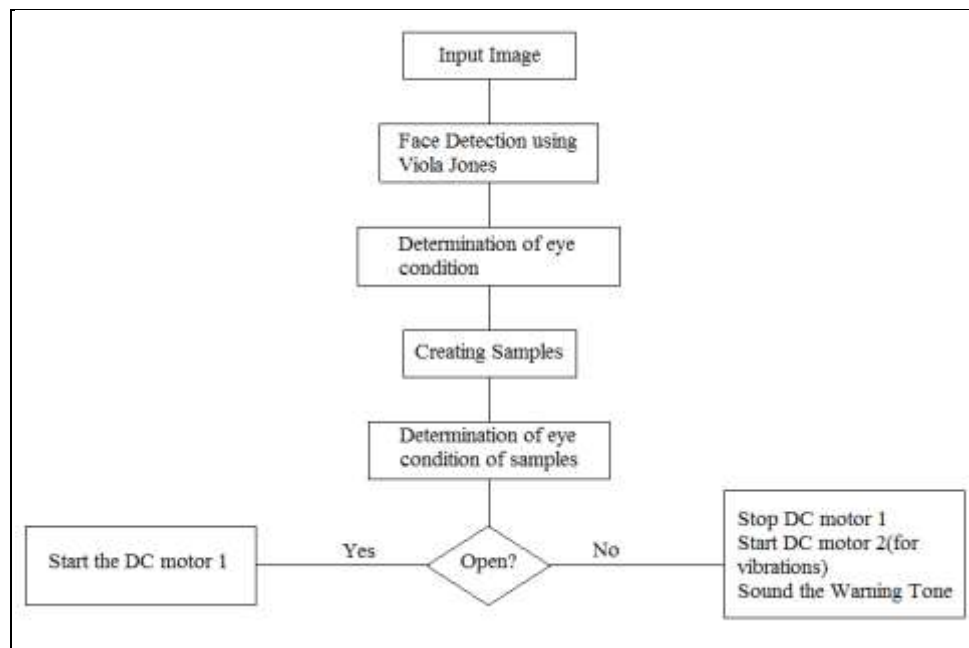 Input Image
Face Detection using
Viola Jones
Determination of eye
condition
Creating Samples
Determination of eye
condition of samples
Start the DC motor 1
Yes
Open?
No
Stop DC motor 1
Start DC motor 2(for
vibrations)
Sound the Warning Tone